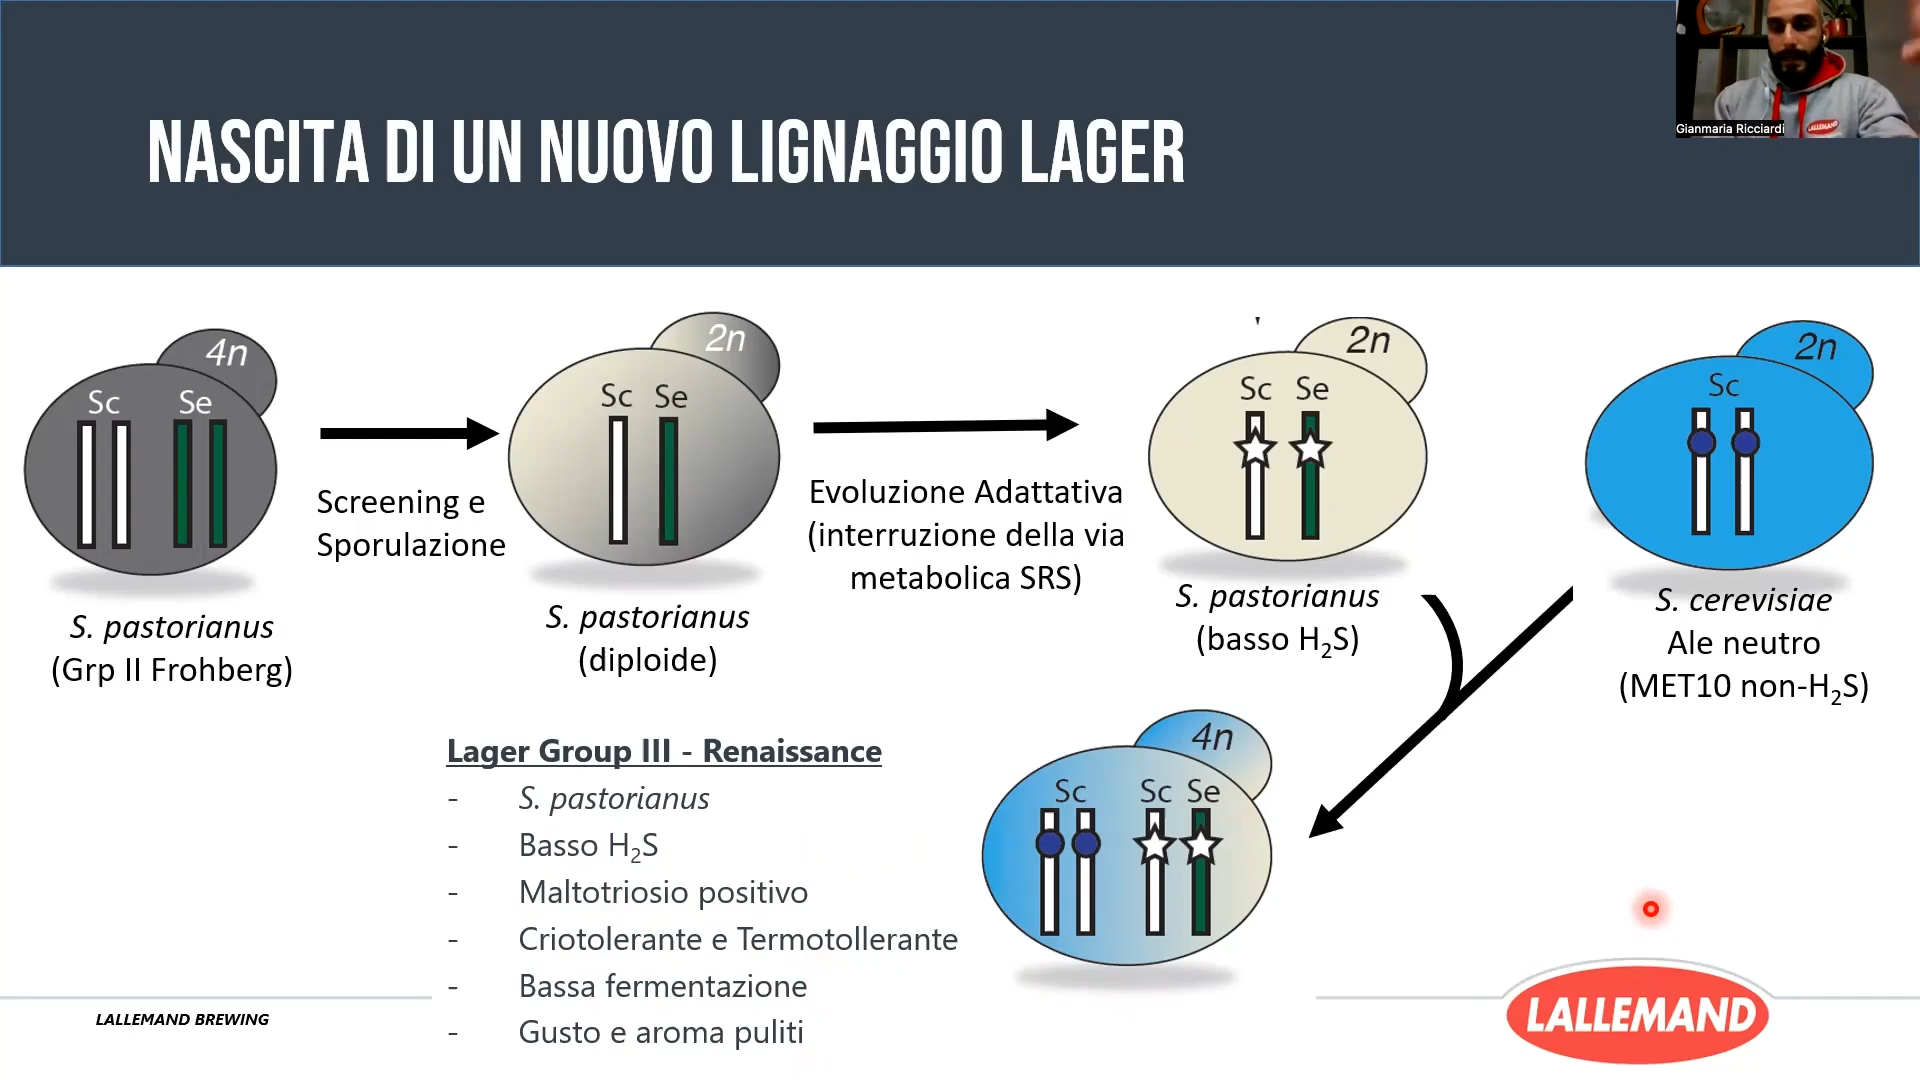 NASCITA DI UN NUOVO LIGNAGGIO LAGER
Gianmaria Ricciardi
LALLEMAND
4n
Sc Se
S. pastorianus
(Grp II Frohberg)
Screening e
Sporulazione
2n
Sc Se
S. pastorianus
(diploide)
Evoluzione Adattativa
(interruzione della via
metabolica SRS)
2n
Sc Se
S. pastorianus
(basso H₂S)
2n
Sc
S. cerevisiae
Ale neutro
(MET10 non-H₂S)
Lager Group III - Renaissance
- S. pastorianus
- Basso H₂S
- Maltotriosio positivo
- Criotolerante e Termotollerante
- Bassa fermentazione
- Gusto e aroma puliti
4n
Sc Sc Se
LALLEMAND BREWING
LALLEMAND